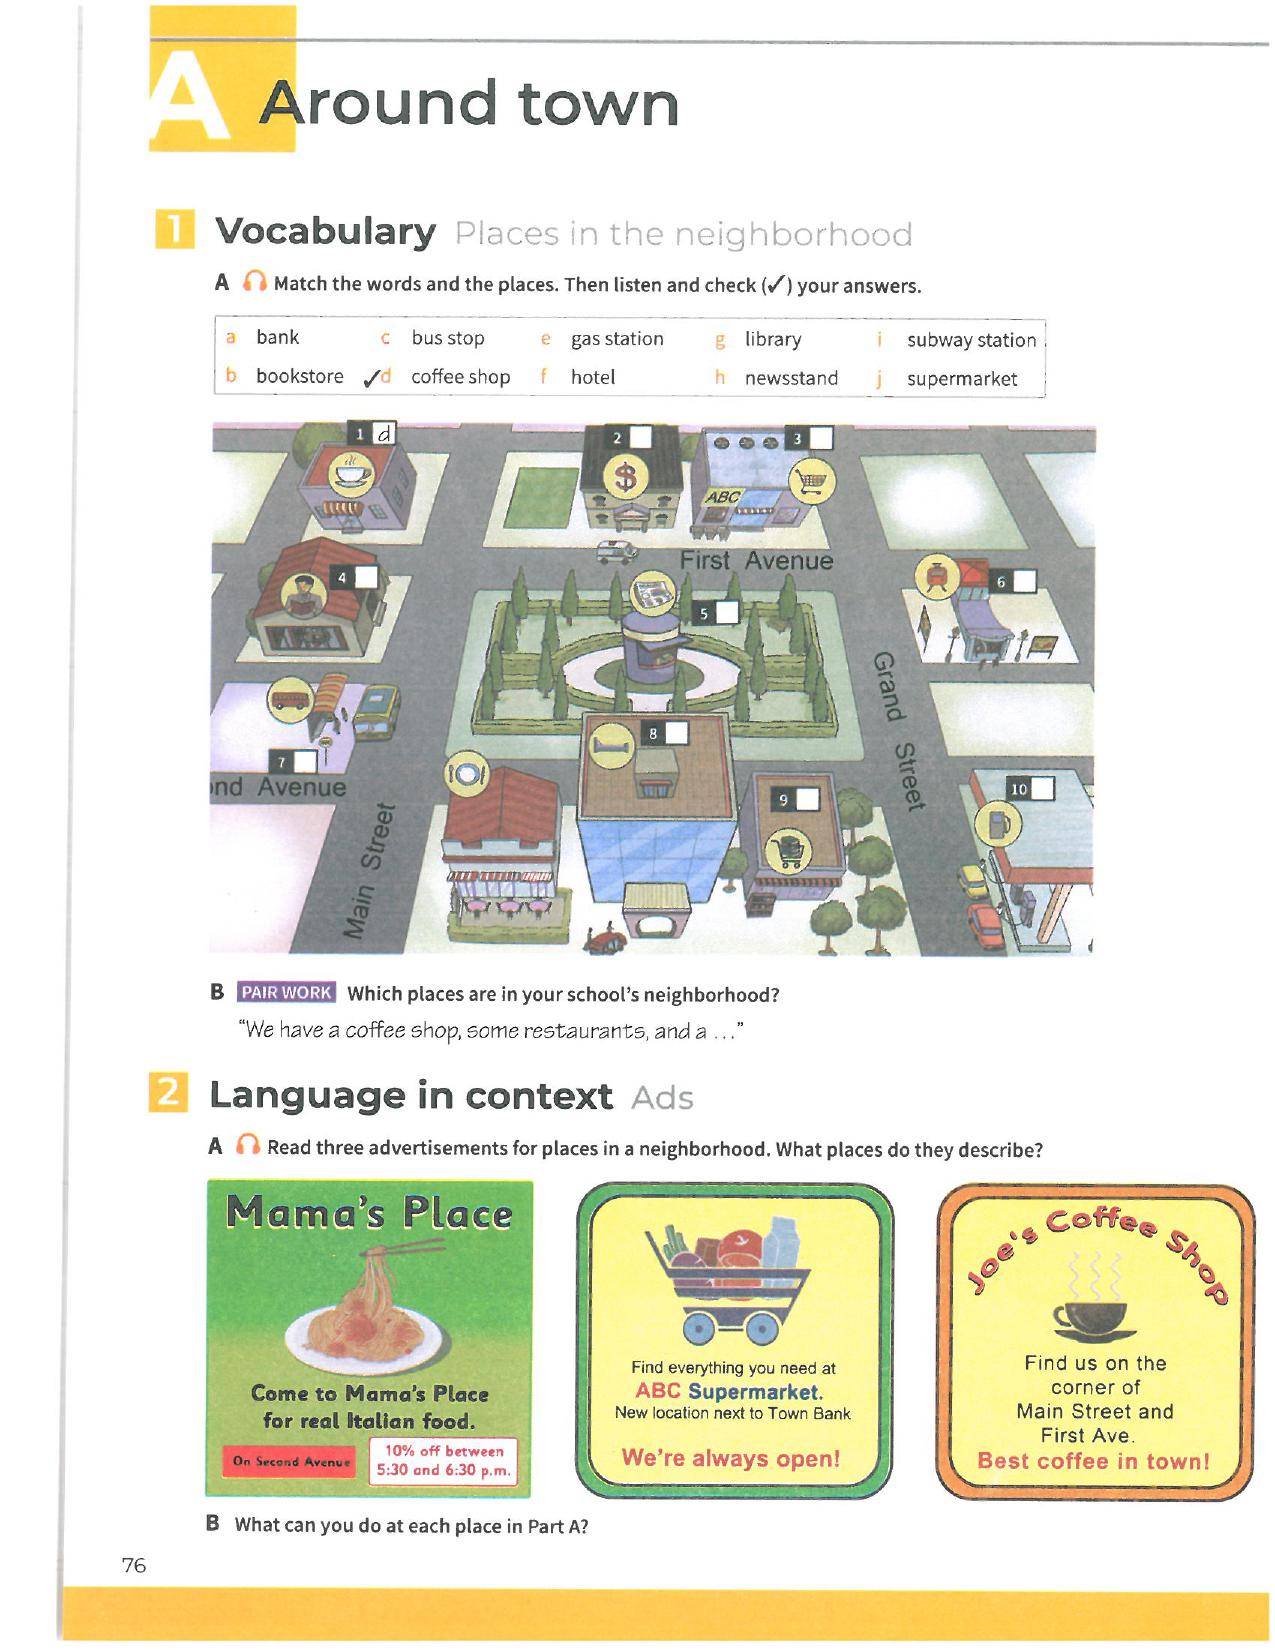 A Around town
1 Vocabulary Places in the neighborhood
A Match the words and the places. Then listen and check (✓) your answers.
a bank c bus stop e gas station g library i subway station
b bookstore ✓d coffee shop f hotel h newsstand j supermarket
1 d
2
3
$
ABC
First Avenue
4
5
6
Grand Street
8
7
nd Avenue
9
10
Main Street
B PAIR WORK Which places are in your school's neighborhood?
"We have a coffee shop, some restaurants, and a ..."
2 Language in context Ads
A Read three advertisements for places in a neighborhood. What places do they describe?
Mama's Place
Come to Mama's Place
for real Italian food.
On Second Avenue
10% off between
5:30 and 6:30 p.m.
Find everything you need at
ABC Supermarket.
New location next to Town Bank
We're always open!
Joe's Coffee Shop
Find us on the
corner of
Main Street and
First Ave.
Best coffee in town!
B What can you do at each place in Part A?
76